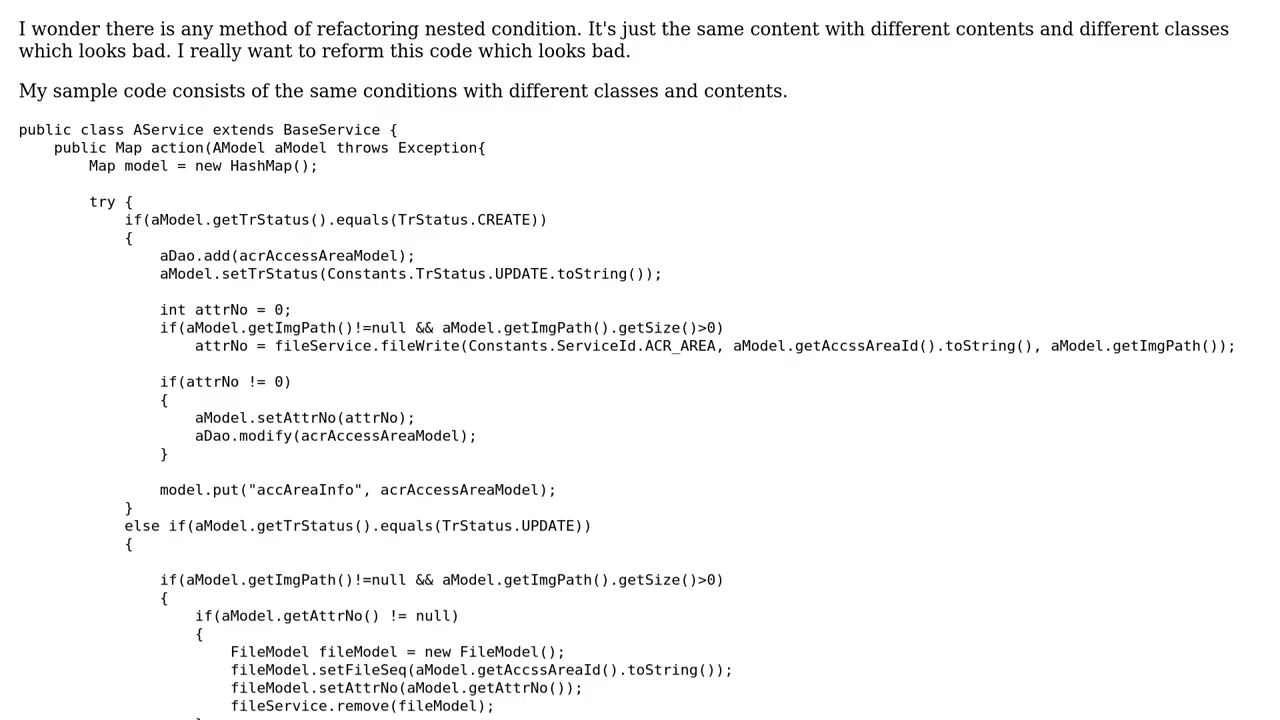 I wonder there is any method of refactoring nested condition. It's just the same content with different contents and different classes
which looks bad. I really want to reform this code which looks bad.
My sample code consists of the same conditions with different classes and contents.
public class AService extends BaseService {
    public Map action(AModel aModel throws Exception{
        Map model = new HashMap();
        try {
            if(aModel.getTrStatus().equals(TrStatus.CREATE))
            {
                aDao.add(acrAccessAreaModel);
                aModel.setTrStatus(Constants.TrStatus.UPDATE.toString());
                int attrNo = 0;
                if(aModel.getImgPath()!=null && aModel.getImgPath().getSize()>0)
                    attrNo = fileService.fileWrite(Constants.ServiceId.ACR_AREA, aModel.getAccssAreaId().toString(), aModel.getImgPath());
                if(attrNo != 0)
                {
                    aModel.setAttrNo(attrNo);
                    aDao.modify(acrAccessAreaModel);
                }
                model.put("accAreaInfo", acrAccessAreaModel);
            }
            else if(aModel.getTrStatus().equals(TrStatus.UPDATE))
            {
                if(aModel.getImgPath()!=null && aModel.getImgPath().getSize()>0)
                {
                    if(aModel.getAttrNo() != null)
                    {
                        FileModel fileModel = new FileModel();
                        fileModel.setFileSeq(aModel.getAccssAreaId().toString());
                        fileModel.setAttrNo(aModel.getAttrNo());
                        fileService.remove(fileModel);